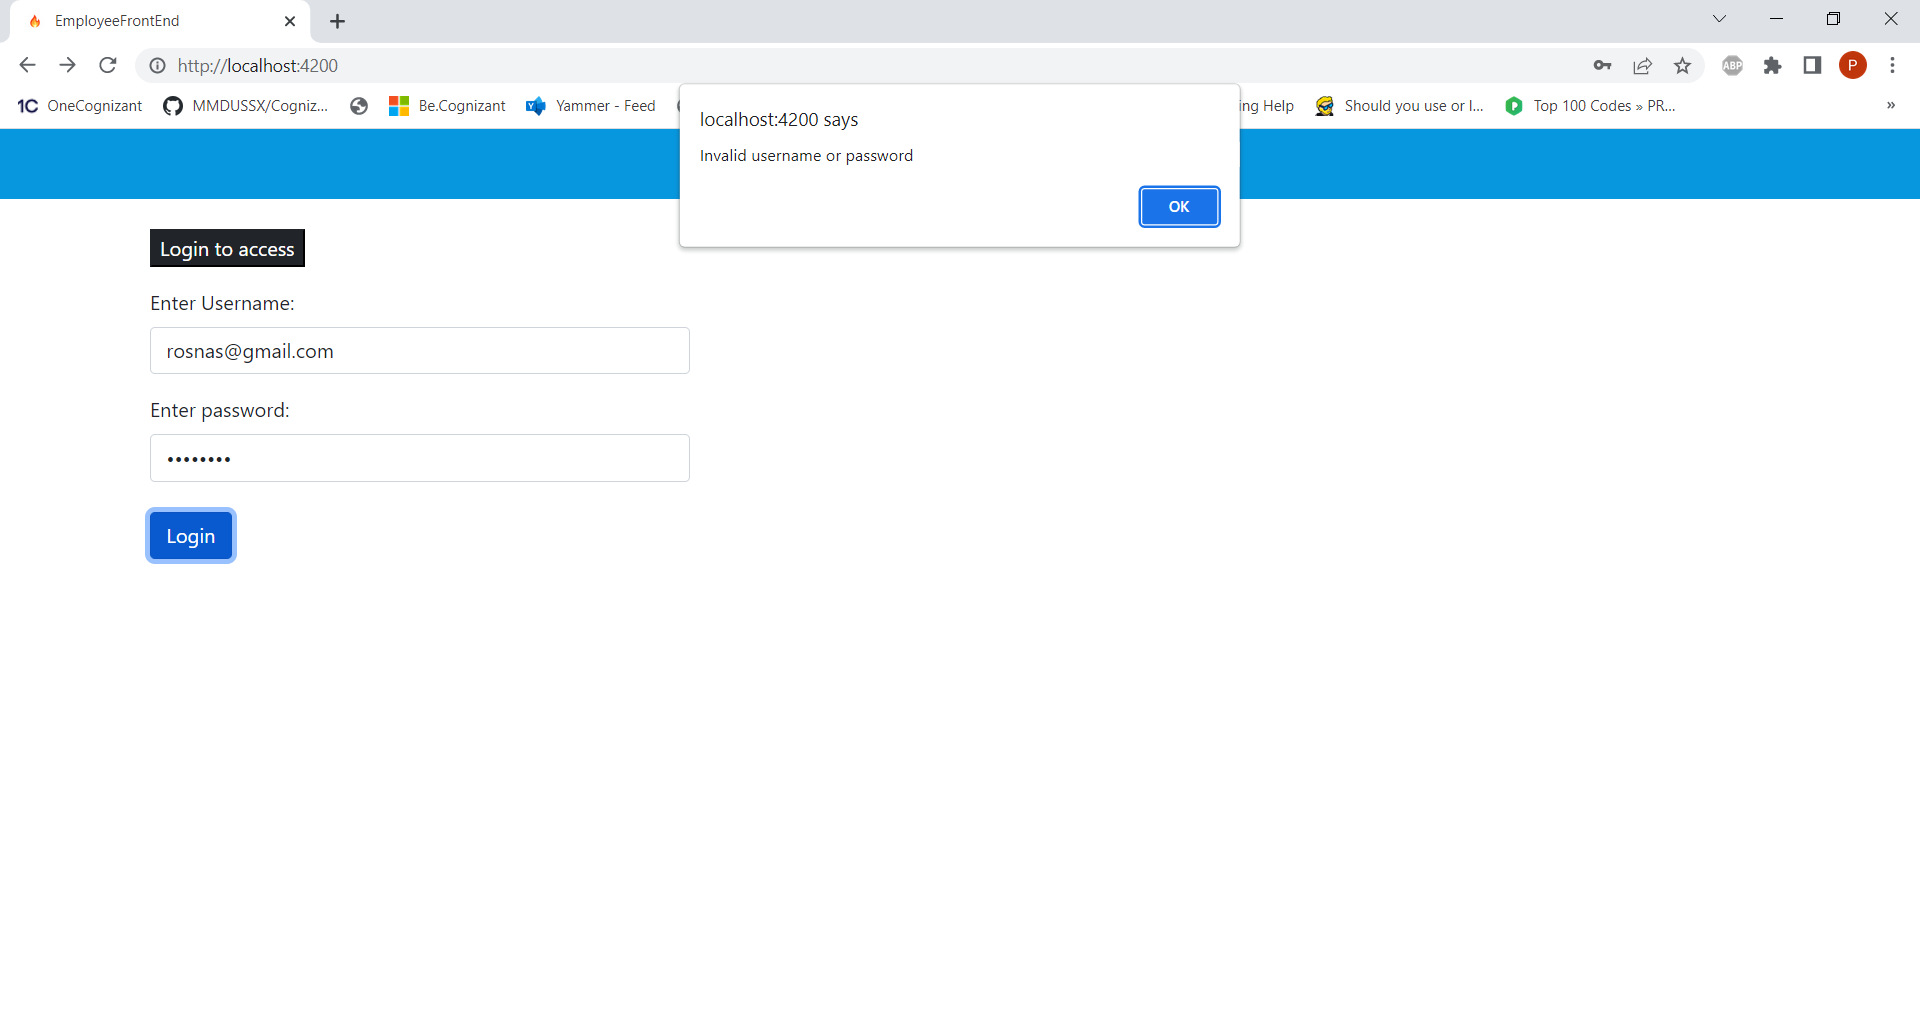 EmployeeFrontEnd
http://localhost:4200
ABP
P
1C OneCognizant
MMDUSSX/Cogniz...
Be.Cognizant
Yammer - Feed
ing Help
Should you use or I...
Top 100 Codes » PR...
»
localhost:4200 says
Invalid username or password
OK
Login to access
Enter Username:
rosnas@gmail.com
Enter password:
••••••••
Login